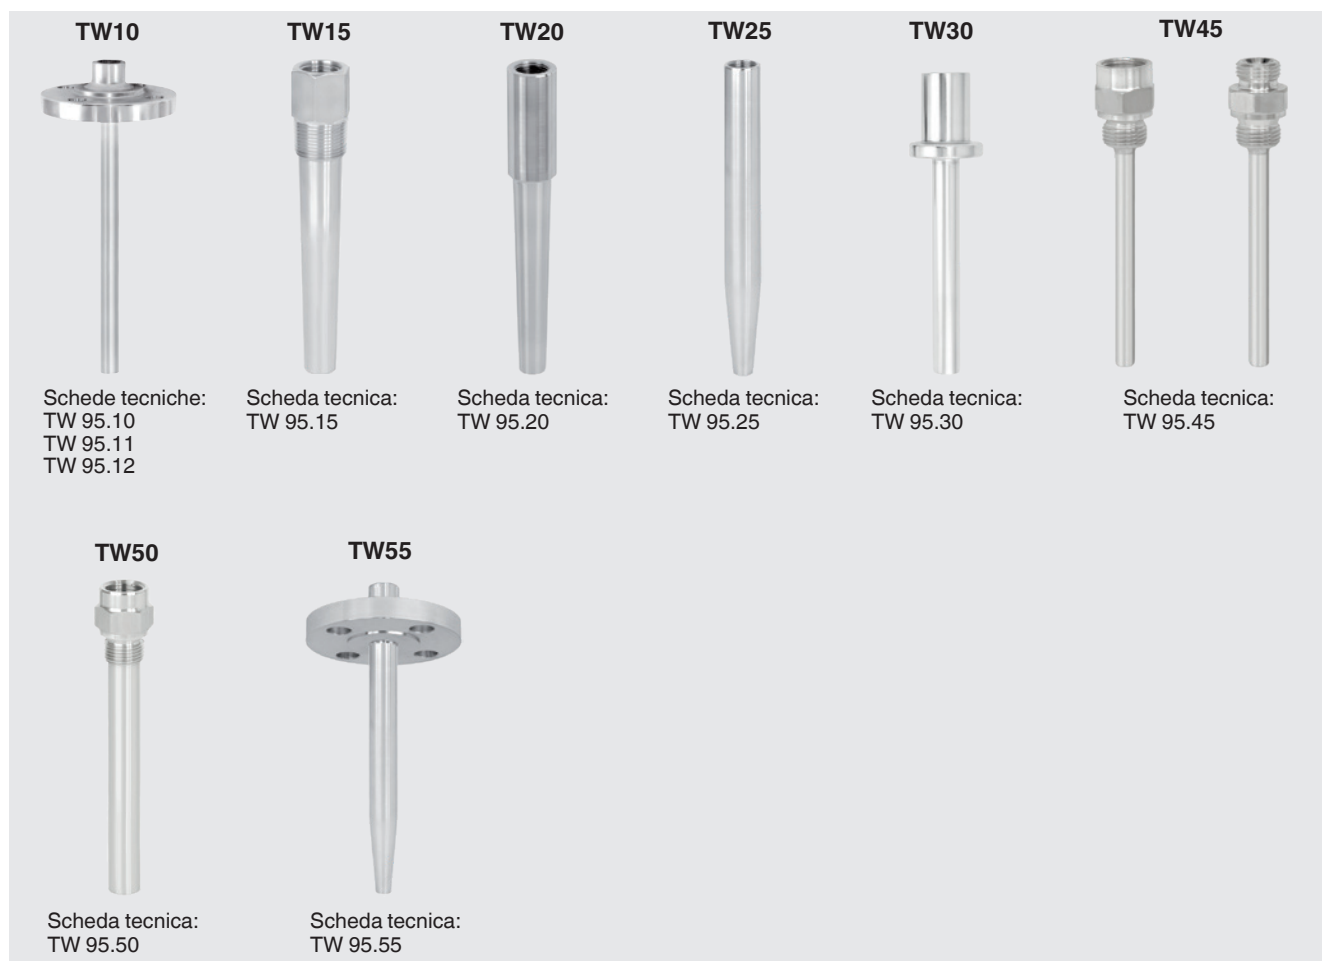 TW10
TW15
TW20
TW25
TW30
TW45
Schede tecniche:
TW 95.10
TW 95.11
TW 95.12
Scheda tecnica:
TW 95.15
Scheda tecnica:
TW 95.20
Scheda tecnica:
TW 95.25
Scheda tecnica:
TW 95.30
Scheda tecnica:
TW 95.45
TW50
TW55
Scheda tecnica:
TW 95.50
Scheda tecnica:
TW 95.55